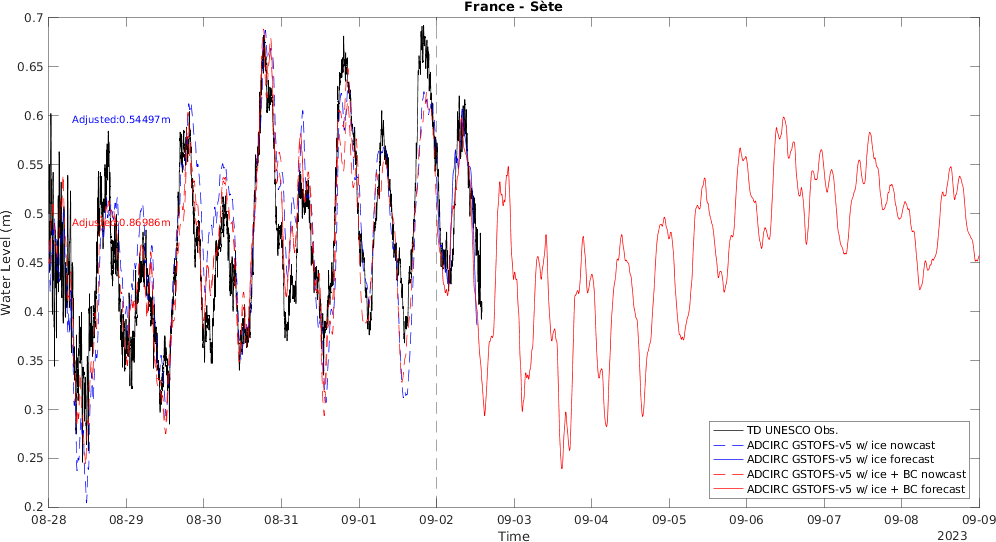 France - Sète
Water Level (m)
0.7
0.65
0.6
0.55
0.5
0.45
0.4
0.35
0.3
0.25
0.2
Adjusted:0.54497m
Adjusted:0.86986m
TD UNESCO Obs.
ADCIRC GSTOFS-v5 w/ ice nowcast
ADCIRC GSTOFS-v5 w/ ice forecast
ADCIRC GSTOFS-v5 w/ ice + BC nowcast
ADCIRC GSTOFS-v5 w/ ice + BC forecast
08-28 08-29 08-30 08-31 09-01 09-02 09-03 09-04 09-05 09-06 09-07 09-08 09-09
Time
2023